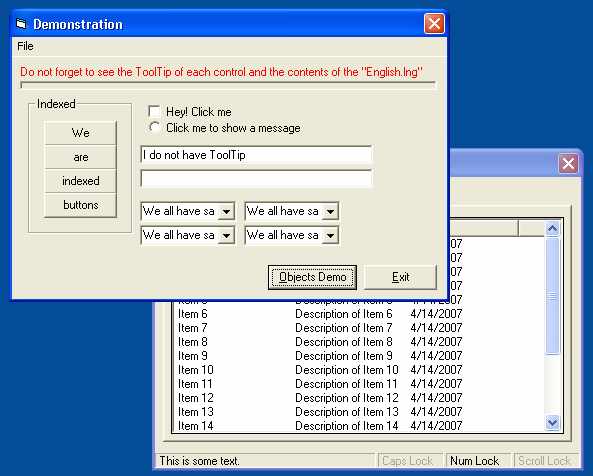 Demonstration
File
Do not forget to see the ToolTip of each control and the contents of the "English.lng"
Indexed
We
are
indexed
buttons
Hey! Click me
Click me to show a message
I do not have ToolTip
We all have sa We all have sa
We all have sa We all have sa
Objects Demo Exit
Item 6 Description of Item 6 4/14/2007
Item 7 Description of Item 7 4/14/2007
Item 8 Description of Item 8 4/14/2007
Item 9 Description of Item 9 4/14/2007
Item 10 Description of Item 10 4/14/2007
Item 11 Description of Item 11 4/14/2007
Item 12 Description of Item 12 4/14/2007
Item 13 Description of Item 13 4/14/2007
Item 14 Description of Item 14 4/14/2007
This is some text. Caps Lock Num Lock Scroll Lock